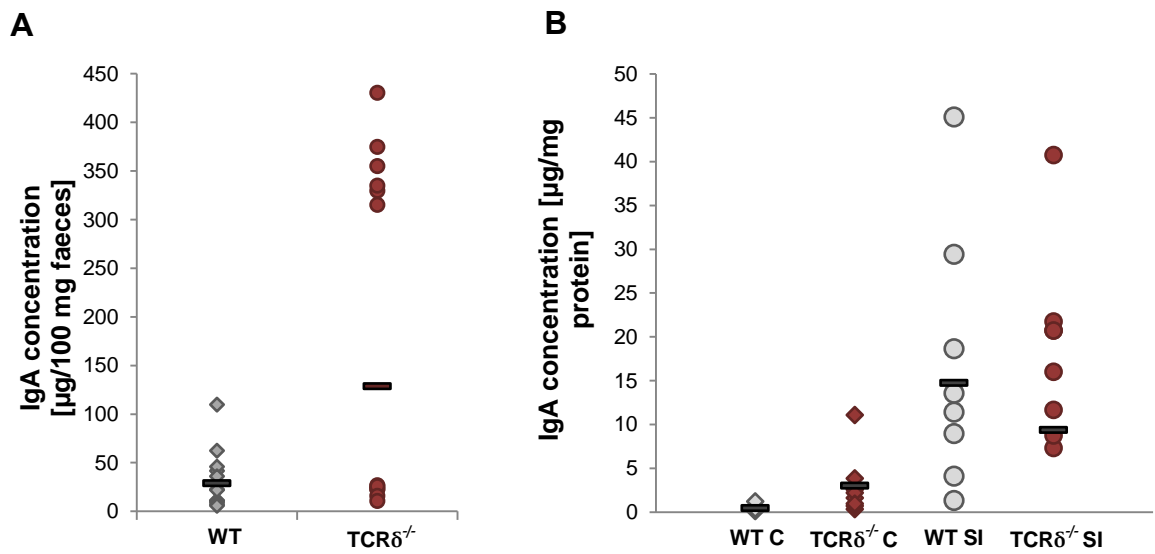 A
IgA concentration
[µg/100 mg faeces]
450
400
350
300
250
200
150
100
50
0
WT
TCRδ-/-
B
IgA concentration [µg/mg
protein]
50
45
40
35
30
25
20
15
10
5
0
WT C
TCRδ-/- C
WT SI
TCRδ-/- SI